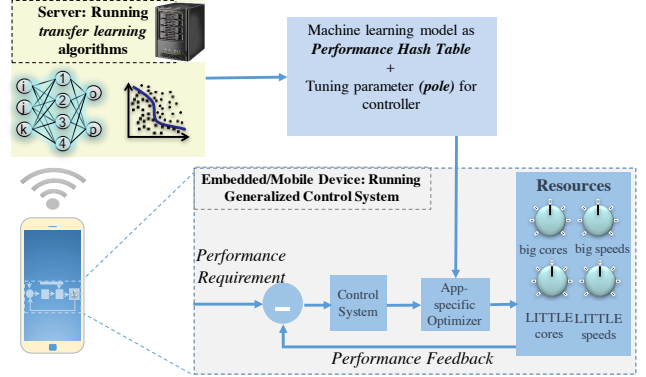 Server: Running
transfer learning
algorithms
i
j
k
1
2
3
4
o
p
Machine learning model as
Performance Hash Table
+
Tuning parameter (pole) for
controller
Embedded/Mobile Device: Running
Generalized Control System
Performance
Requirement
−
Control
System
App-
specific
Optimizer
Resources
big cores
big speeds
LITTLE
cores
LITTLE
speeds
Performance Feedback